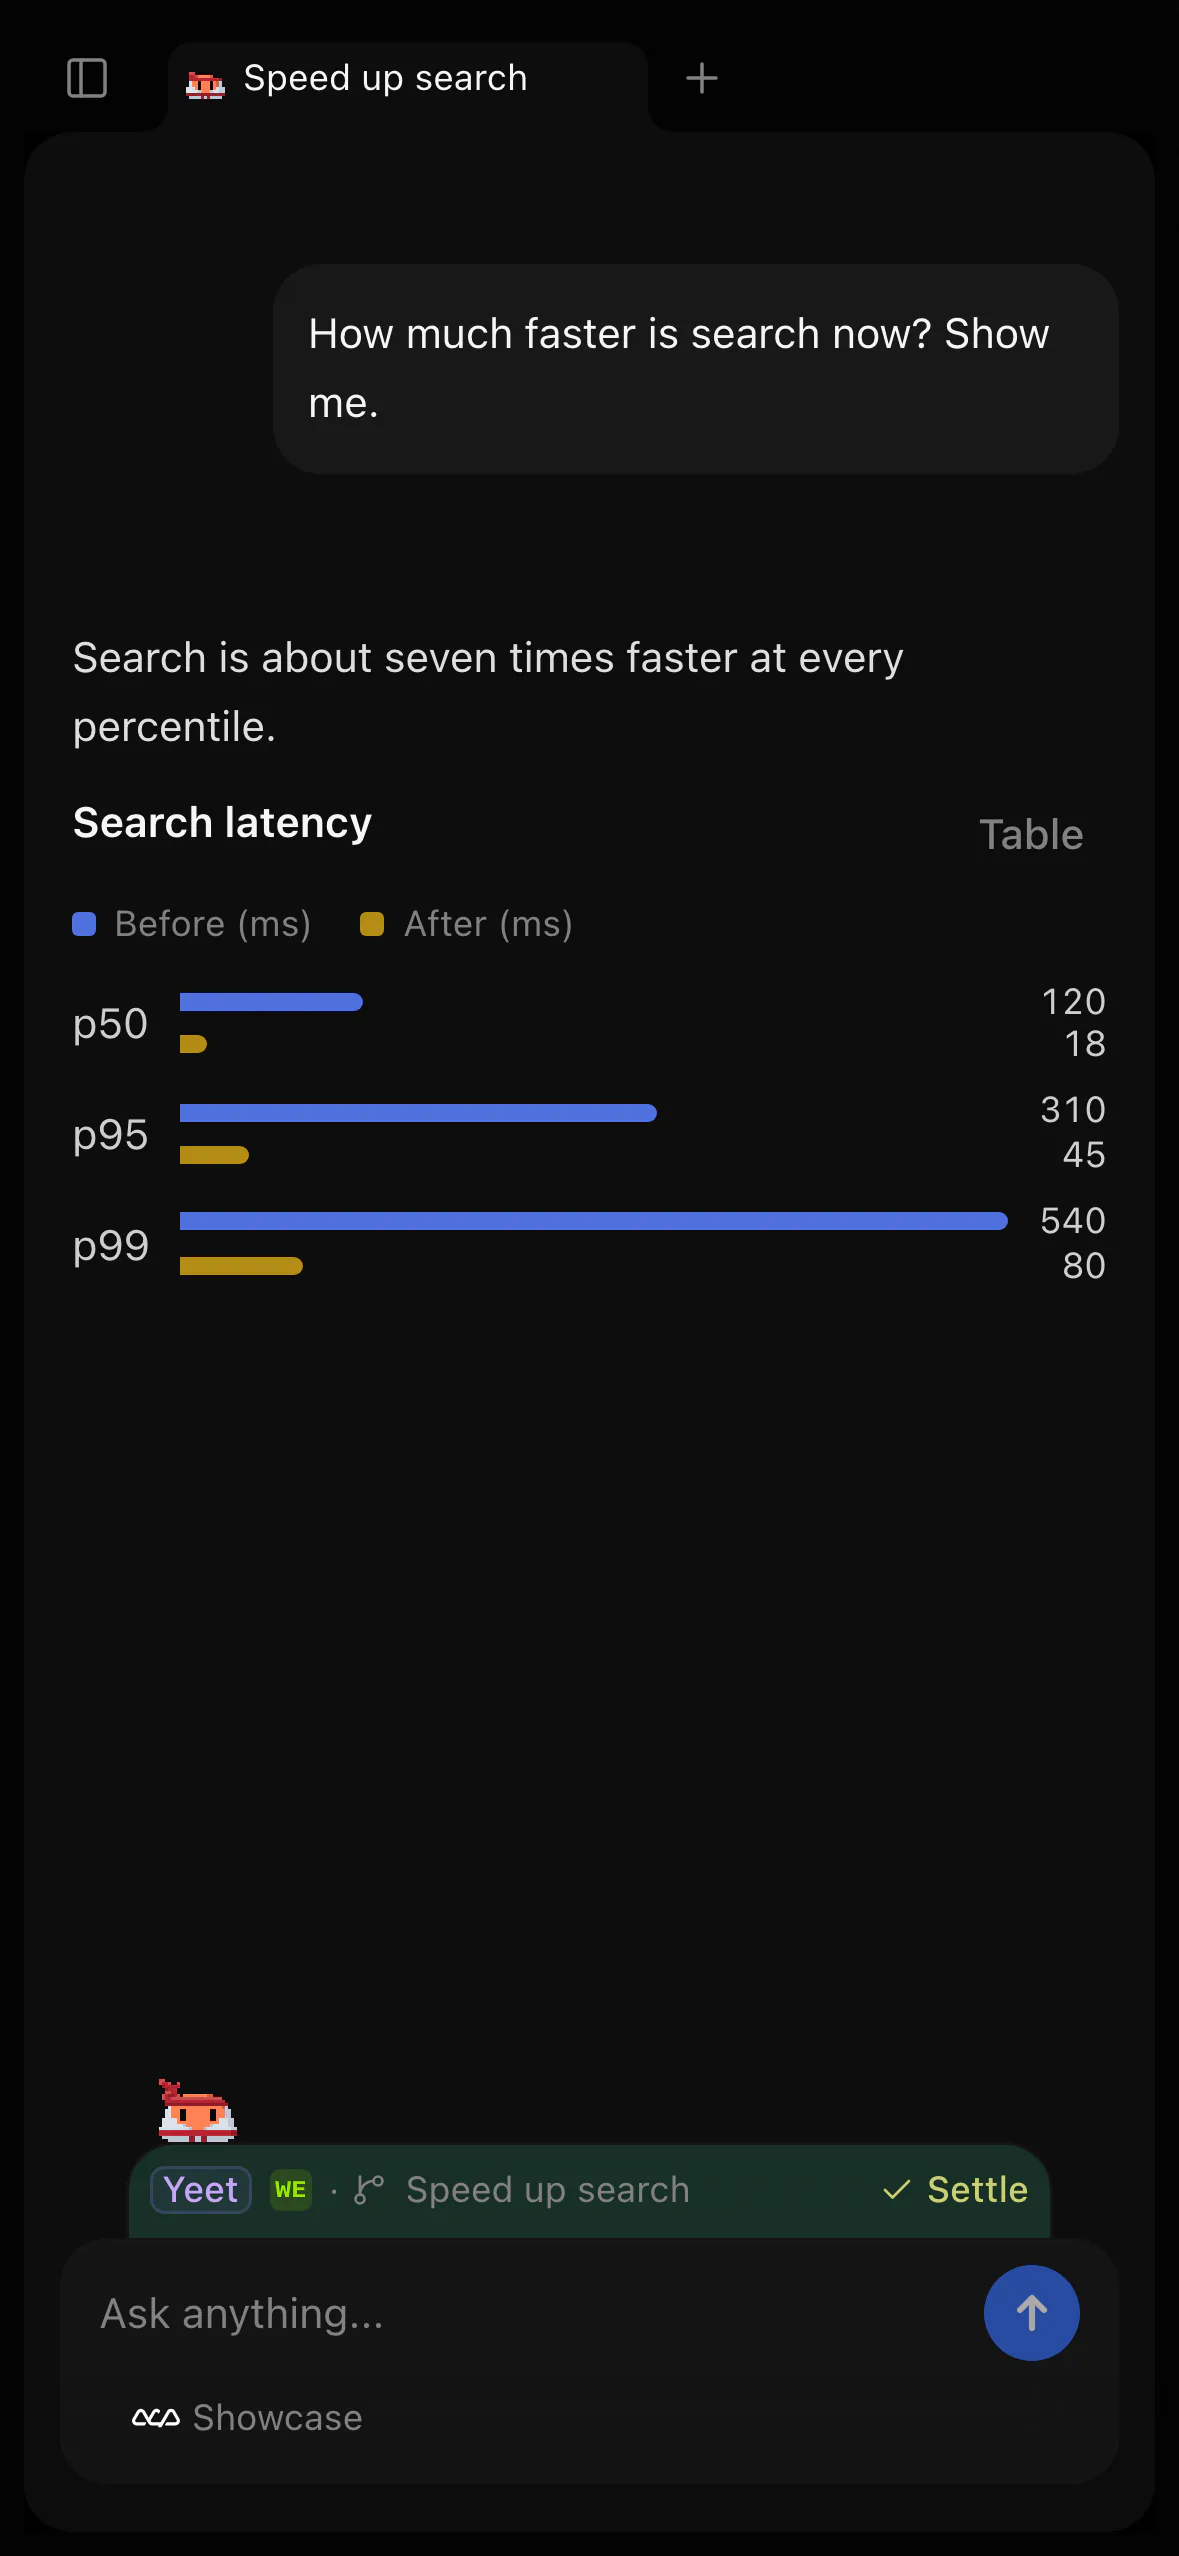 Speed up search
How much faster is search now? Show
me.
Search is about seven times faster at every
percentile.
Search latency
Table
Before (ms) After (ms)
p50
120
18
p95
310
45
p99
540
80
Yeet WE · Speed up search Settle
Ask anything...
Showcase